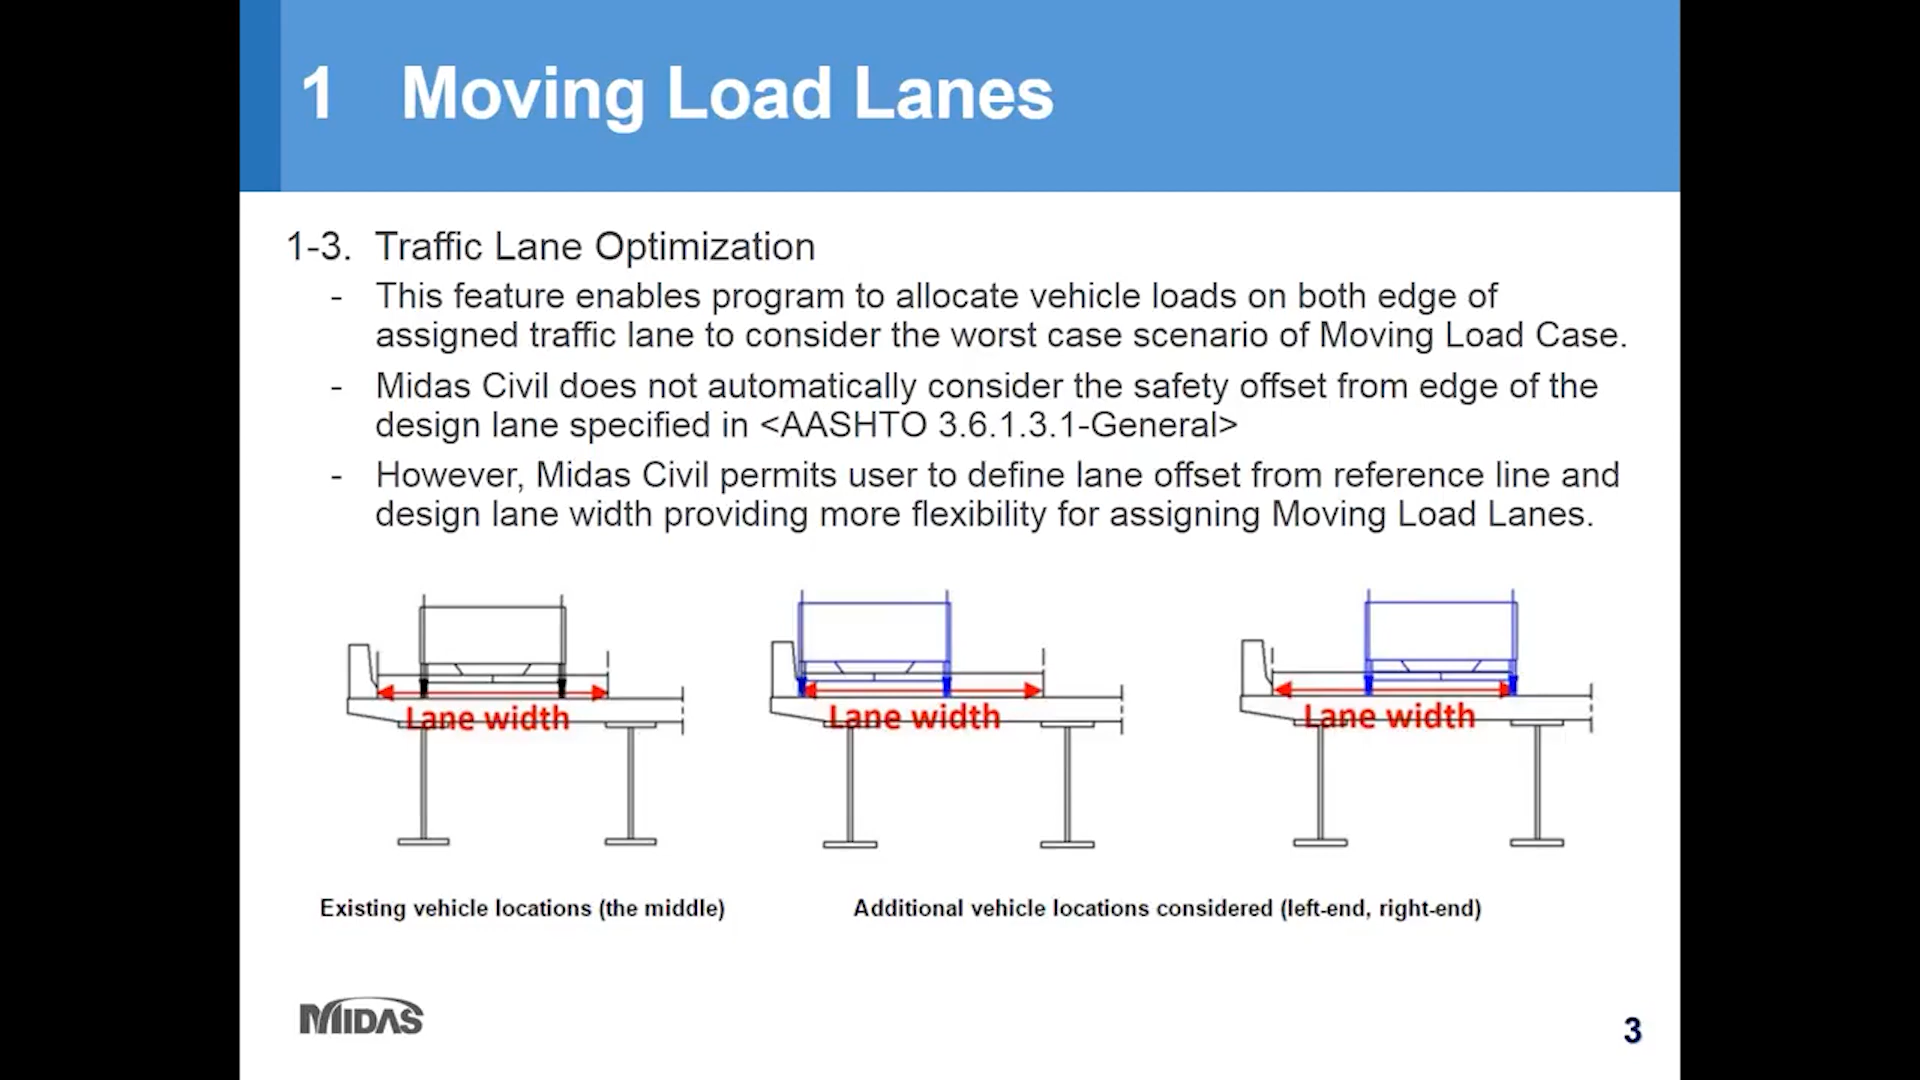 1 Moving Load Lanes
1-3. Traffic Lane Optimization
- This feature enables program to allocate vehicle loads on both edge of
assigned traffic lane to consider the worst case scenario of Moving Load Case.
- Midas Civil does not automatically consider the safety offset from edge of the
design lane specified in <AASHTO 3.6.1.3.1-General>
- However, Midas Civil permits user to define lane offset from reference line and
design lane width providing more flexibility for assigning Moving Load Lanes.
Lane width
Lane width
Lane width
Existing vehicle locations (the middle)
Additional vehicle locations considered (left-end, right-end)
MIDAS
3